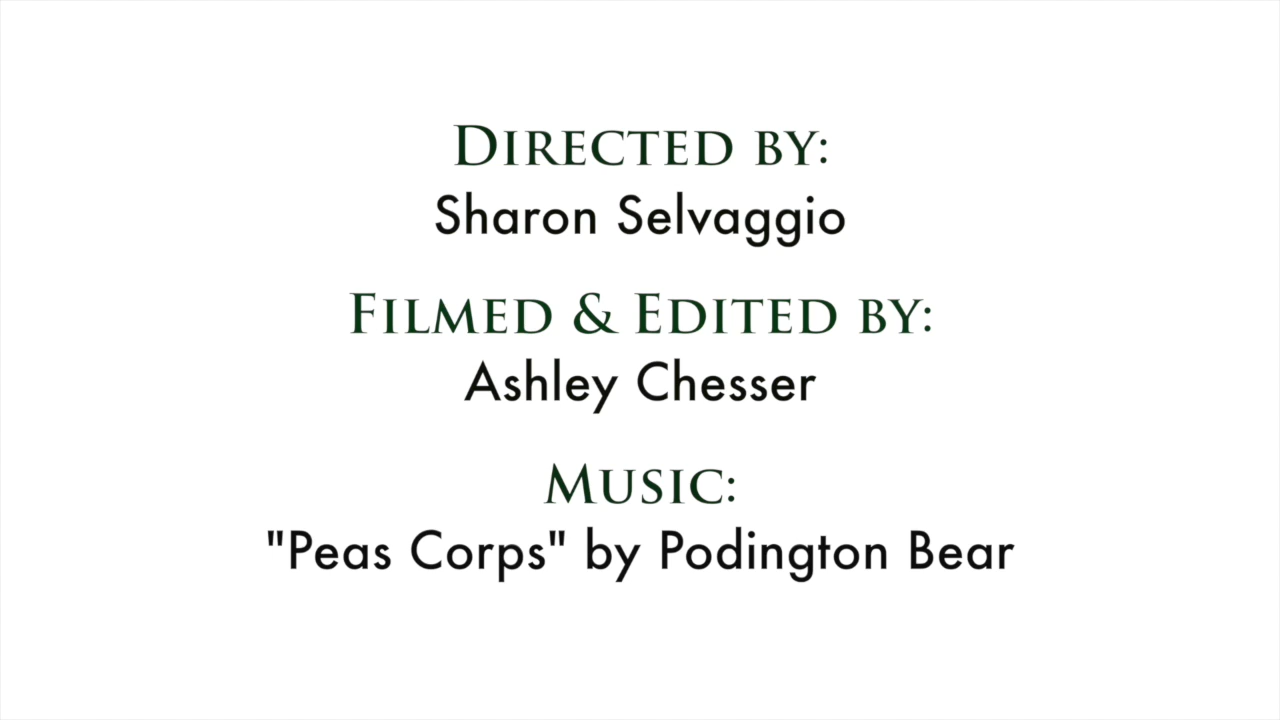 Directed by:
Sharon Selvaggio
Filmed & Edited by:
Ashley Chesser
Music:
"Peas Corps" by Podington Bear